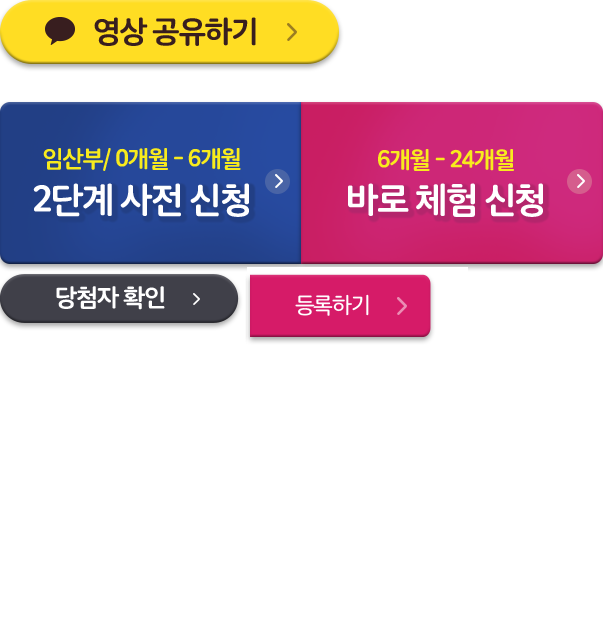 영상 공유하기
임산부/ 0개월 - 6개월
2단계 사전 신청
6개월 - 24개월
바로 체험 신청
당첨자 확인
등록하기